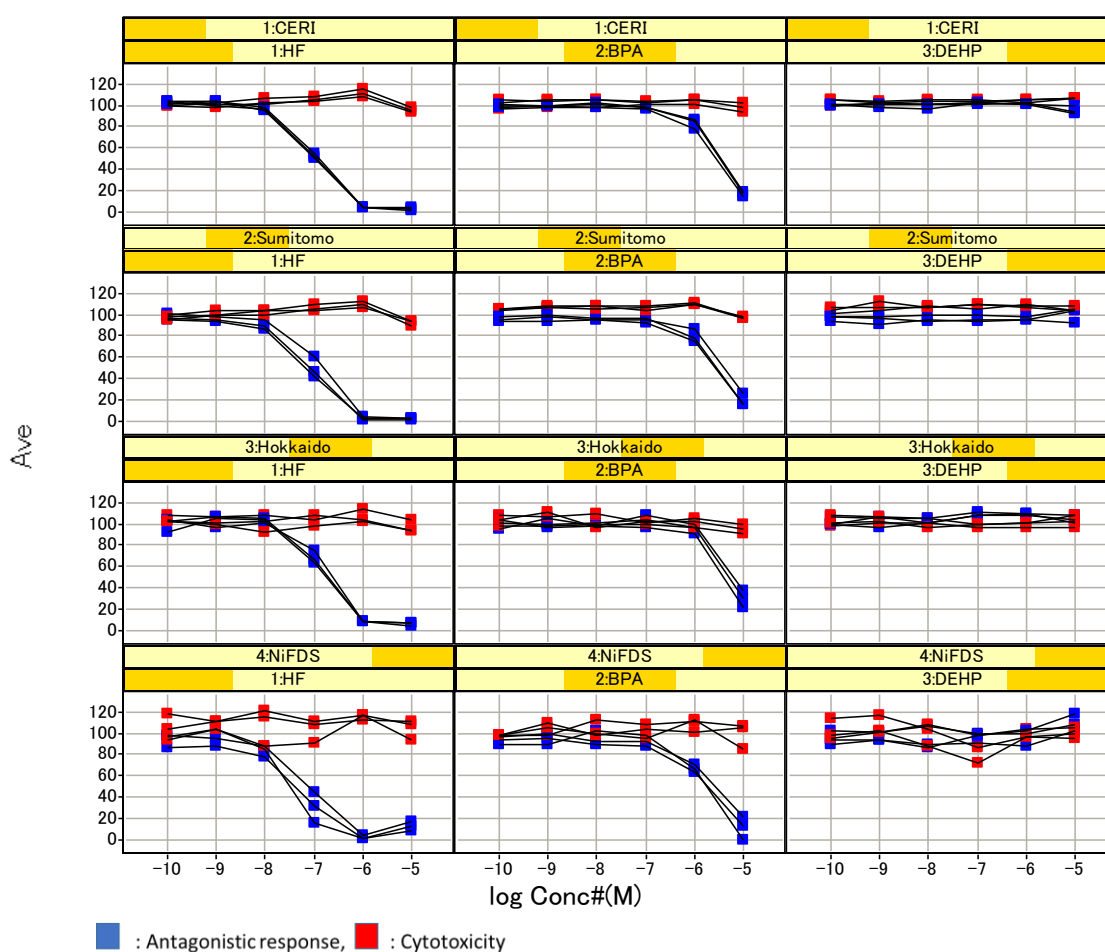 1:CERI 1:CERI 1:CERI
1:HF 2:BPA 3:DEHP
120
100
80
60
40
20
0
2:Sumitomo 2:Sumitomo 2:Sumitomo
1:HF 2:BPA 3:DEHP
120
100
80
60
40
20
0
Ave
3:Hokkaido 3:Hokkaido 3:Hokkaido
1:HF 2:BPA 3:DEHP
120
100
80
60
40
20
0
4:NiFDS 4:NiFDS 4:NiFDS
1:HF 2:BPA 3:DEHP
120
100
80
60
40
20
0
-10 -9 -8 -7 -6 -5 -10 -9 -8 -7 -6 -5 -10 -9 -8 -7 -6 -5
log Conc#(M)
: Antagonistic response, : Cytotoxicity